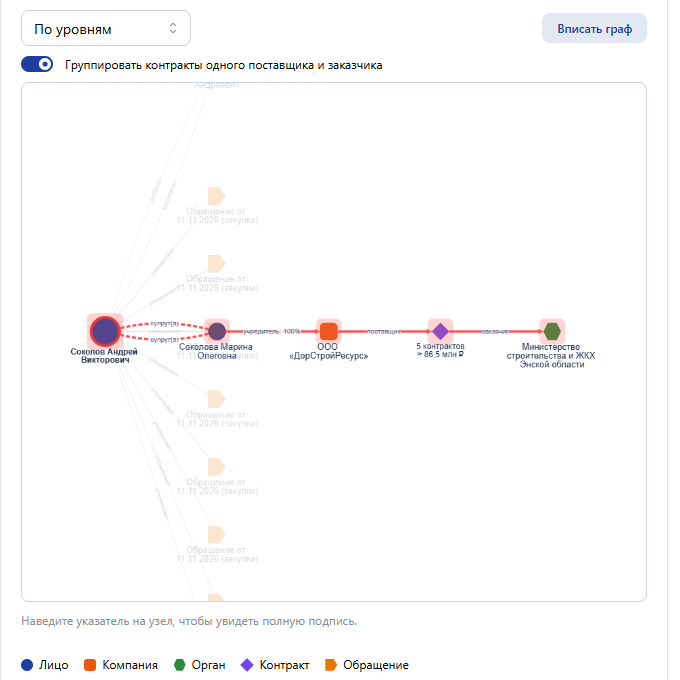 По уровням
Вписать граф
Группировать контракты одного поставщика и заказчика
Андреевич
Обращение от
11.11.2026 (закупки)
Обращение от
11.11.2026 (закупки)
супруг(а)
супруг(а)
учредитель, 100%
поставщик
заказчик
Соколов Андрей
Викторович
Соколова Марина
Олеговна
ООО
«ДорСтройРесурс»
5 контрактов
≈ 86,5 млн ₽
Министерство
строительства и ЖКХ
Энской области
Обращение от
11.11.2026 (закупки)
Обращение от
11.11.2026 (закупки)
Обращение от
11.11.2026 (закупки)
Наведите указатель на узел, чтобы увидеть полную подпись.
Лицо
Компания
Орган
Контракт
Обращение